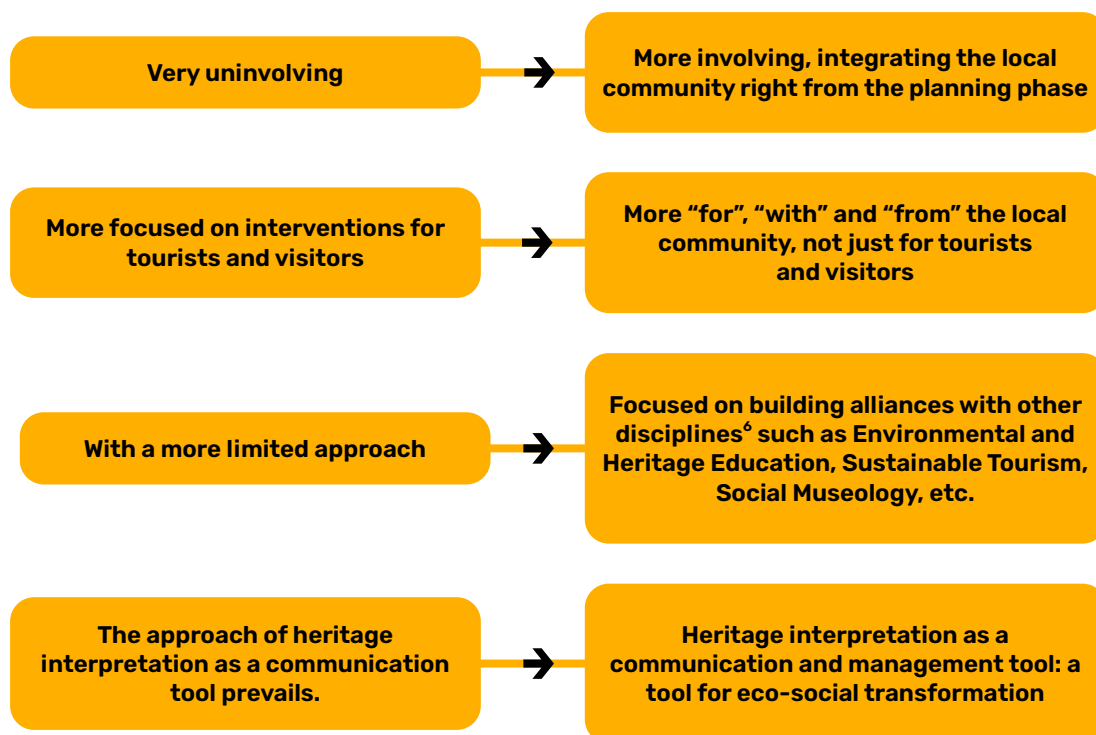 Very uninvolving
More involving, integrating the local
community right from the planning phase
More focused on interventions for
tourists and visitors
More “for”, “with” and “from” the local
community, not just for tourists
and visitors
With a more limited approach
Focused on building alliances with other
disciplines⁶ such as Environmental and
Heritage Education, Sustainable Tourism,
Social Museology, etc.
The approach of heritage
interpretation as a communication
tool prevails.
Heritage interpretation as a
communication and management tool: a
tool for eco-social transformation